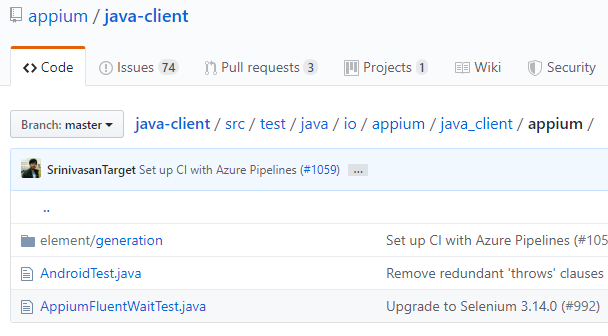 appium / java-client
Code Issues 74 Pull requests 3 Projects 1 Wiki Security
Branch: master java-client / src / test / java / io / appium / java_client / appium /
SrinivasanTarget Set up CI with Azure Pipelines (#1059) ...
..
element/generation Set up CI with Azure Pipelines (#105
AndroidTest.java Remove redundant 'throws' clauses
AppiumFluentWaitTest.java Upgrade to Selenium 3.14.0 (#992)